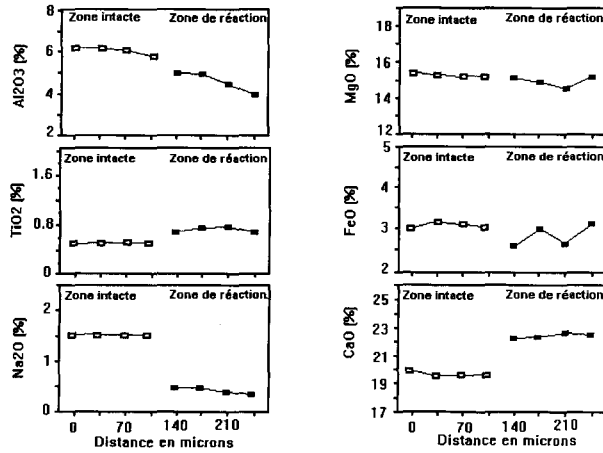 8
6
4
2
Al2O3 [%]
Zone intacte
Zone de réaction
18
16
15
14
12
MgO [%]
Zone intacte
Zone de réaction
1.6
0.8
0
TiO2 [%]
Zone intacte
Zone de réaction
5
4
3
2
FeO [%]
Zone intacte
Zone de réaction
2
1
0
Na2O [%]
Zone intacte
Zone de réaction
0 70 140 210
Distance en microns
23
21
19
17
CaO [%]
Zone intacte
Zone de réaction
0 70 140 210
Distance en microns